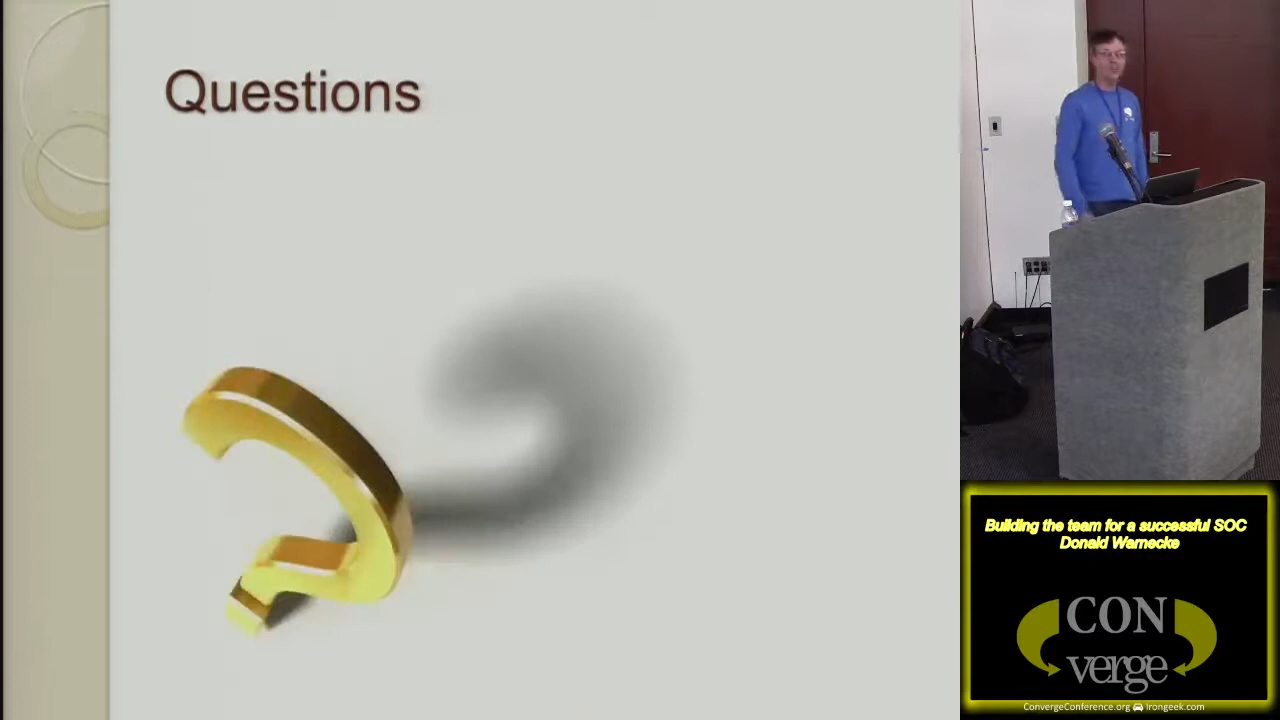 Questions
Building the team for a successful SOC
Donald Warnecke
CON
verge
ConvergeConference.org Irongeek.com